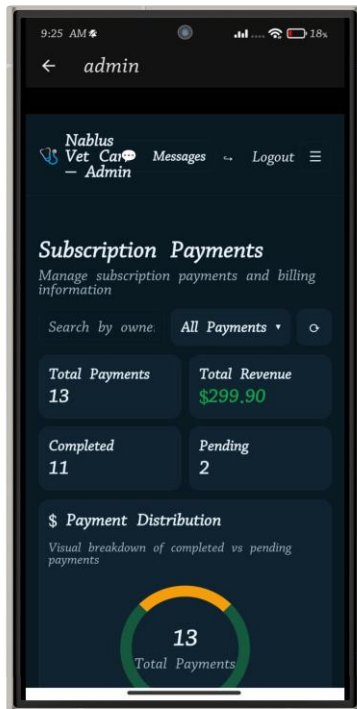 9:25 AM
18%
← admin
Nablus
Vet Car
— Admin
Messages
Logout
Subscription Payments
Manage subscription payments and billing
information
Search by owne
All Payments
Total Payments
13
Total Revenue
$299.90
Completed
11
Pending
2
$ Payment Distribution
Visual breakdown of completed vs pending
payments
13
Total Payments